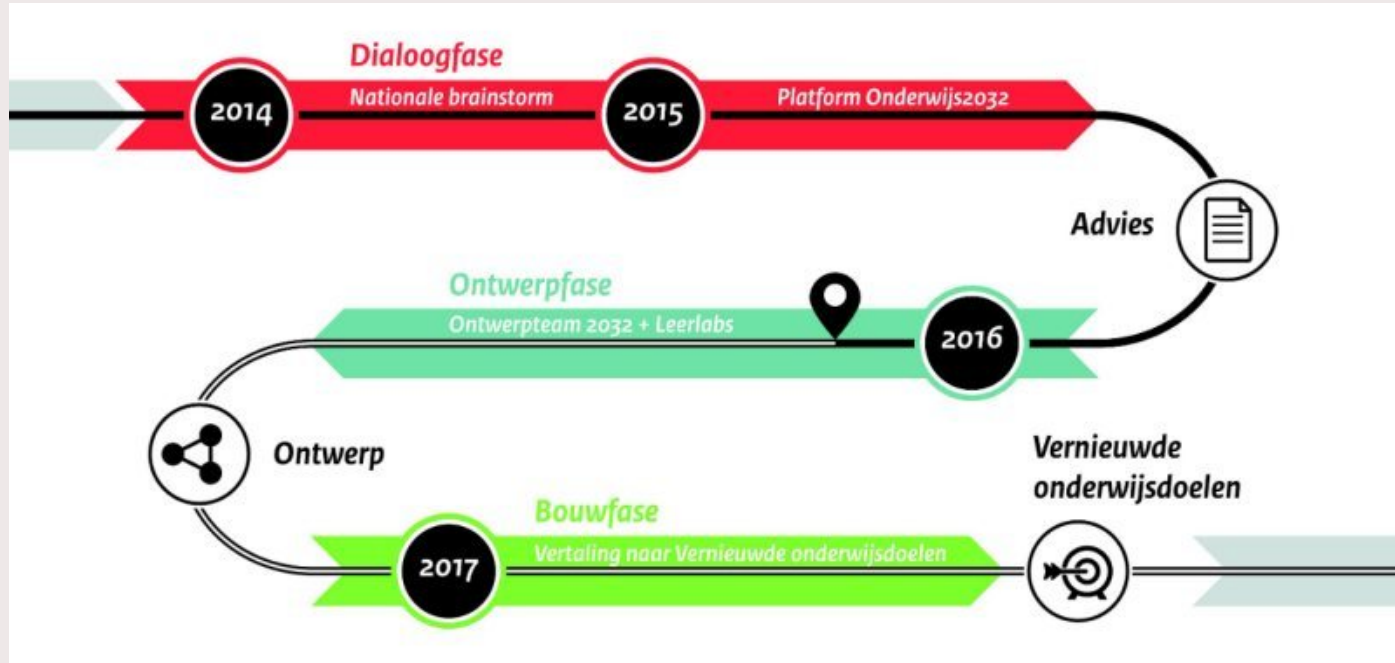 Dialoogfase
2014
Nationale brainstorm
2015
Platform Onderwijs2032
Advies
Ontwerpfase
Ontwerpteam 2032 + Leerlabs
2016
Ontwerp
Vernieuwde
onderwijsdoelen
Bouwfase
2017
Vertaling naar Vernieuwde onderwijsdoelen